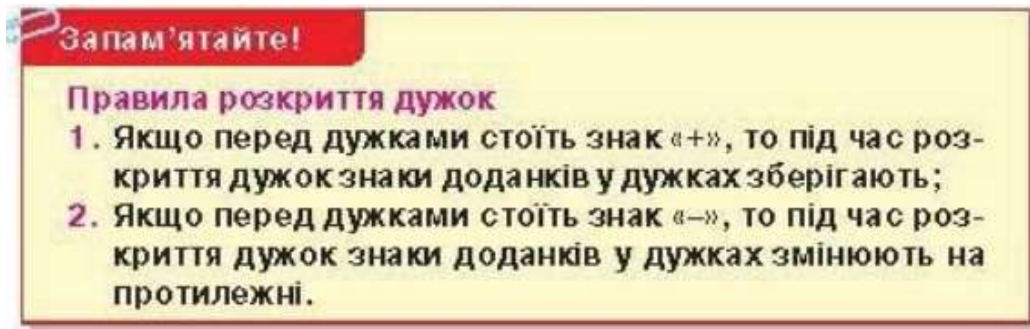 Запам’ятайте!
Правила розкриття дужок
1. Якщо перед дужками стоїть знак «+», то під час роз-
криття дужок знаки доданків у дужках зберігають;
2. Якщо перед дужками стоїть знак «–», то під час роз-
криття дужок знаки доданків у дужках змінюють на
протилежні.